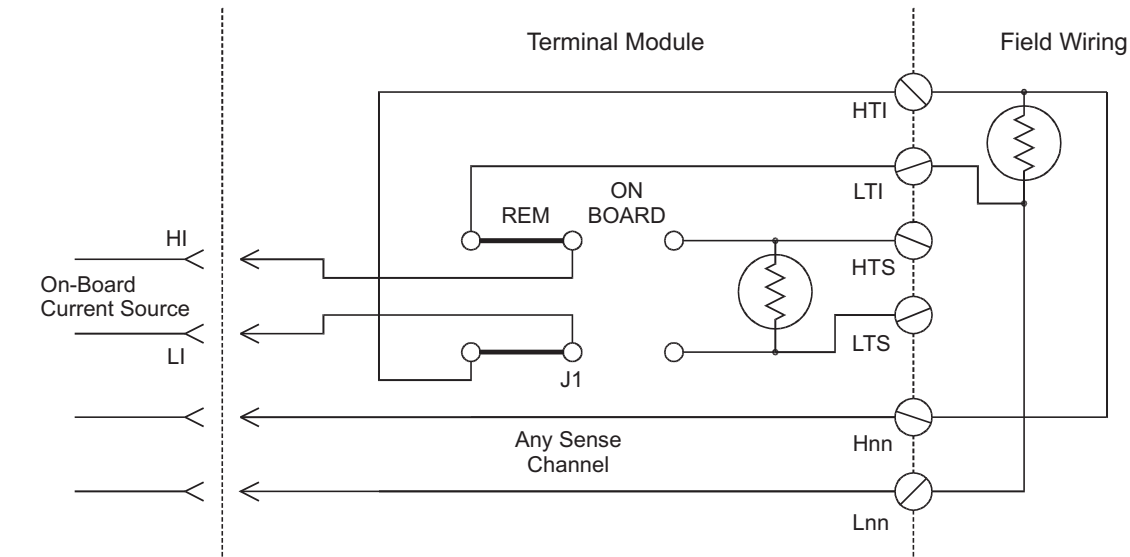 Terminal Module
Field Wiring
HTI
LTI
ON
BOARD
REM
HI
HTS
On-Board
Current Source
LTS
LI
J1
Any Sense
Channel
Hnn
Lnn